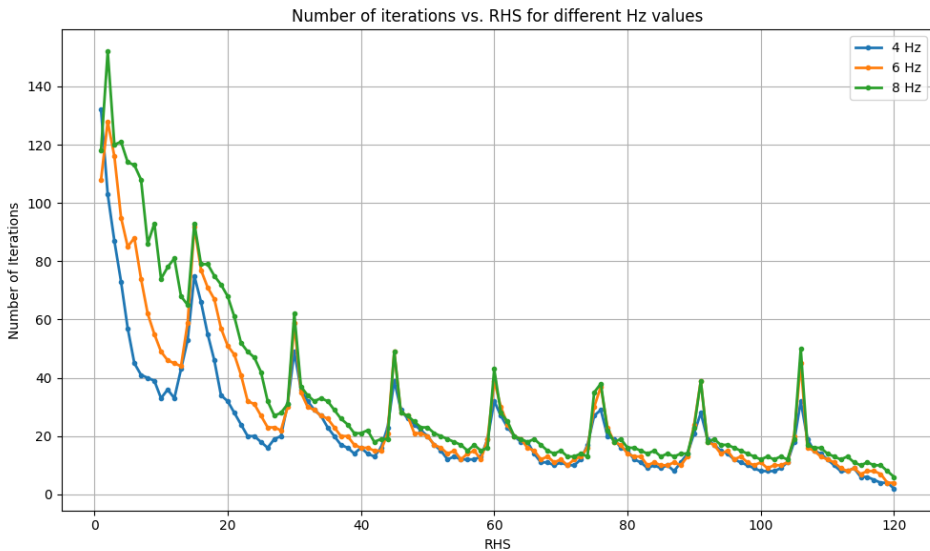 Number of iterations vs. RHS for different Hz values
4 Hz
6 Hz
8 Hz
Number of Iterations
140
120
100
80
60
40
20
0
0 20 40 60 80 100 120
RHS